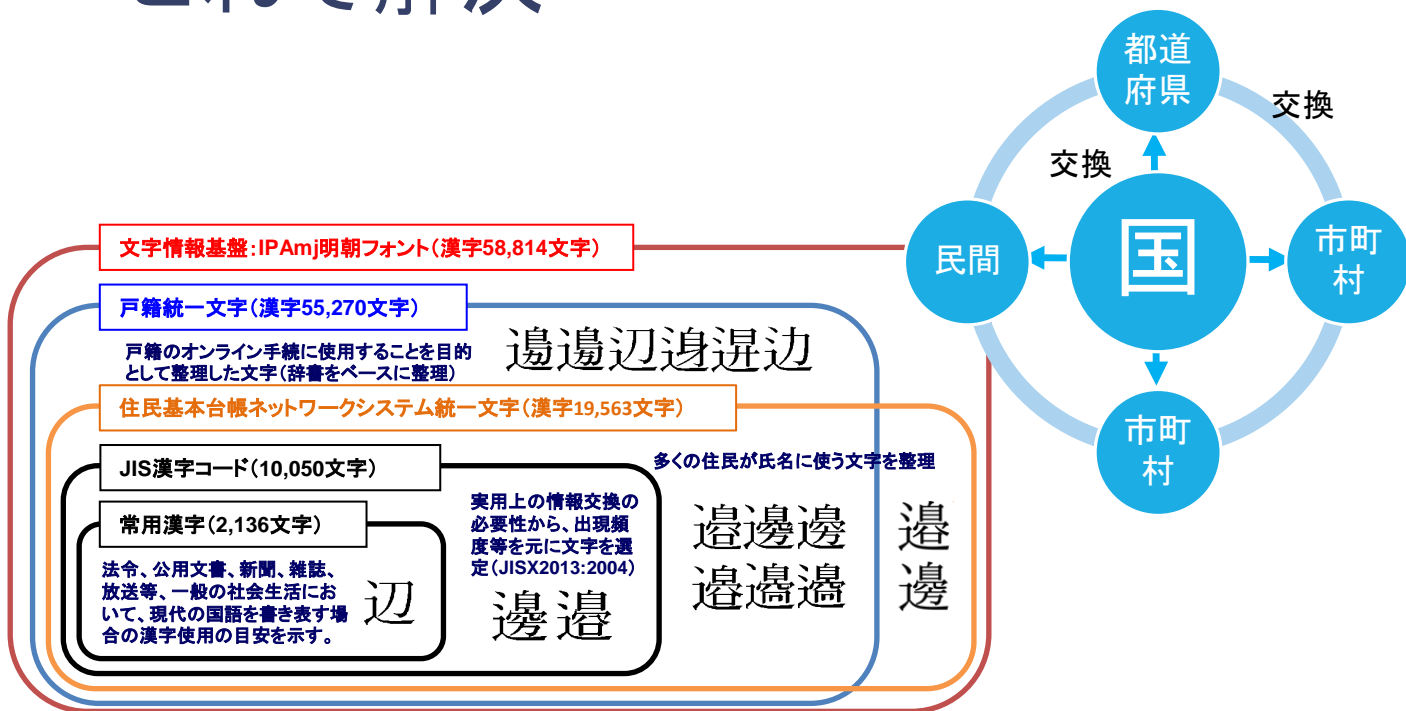 これで解決
都道
府県
交換
交換
国
民間
市町
村
市町
村
文字情報基盤:IPAmj明朝フォント(漢字58,814文字)
戸籍統一文字(漢字55,270文字)
戸籍のオンライン手続に使用することを目的
として整理した文字(辞書をベースに整理)
住民基本台帳ネットワークシステム統一文字(漢字19,563文字)
多くの住民が氏名に使う文字を整理
JIS漢字コード(10,050文字)
実用上の情報交換の
必要性から、出現頻
度等を元に文字を選
定(JISX2013:2004)
邊邉
常用漢字(2,136文字)
法令、公用文書、新聞、雑誌、
放送等、一般の社会生活にお
いて、現代の国語を書き表す場
合の漢字使用の目安を示す。
辺